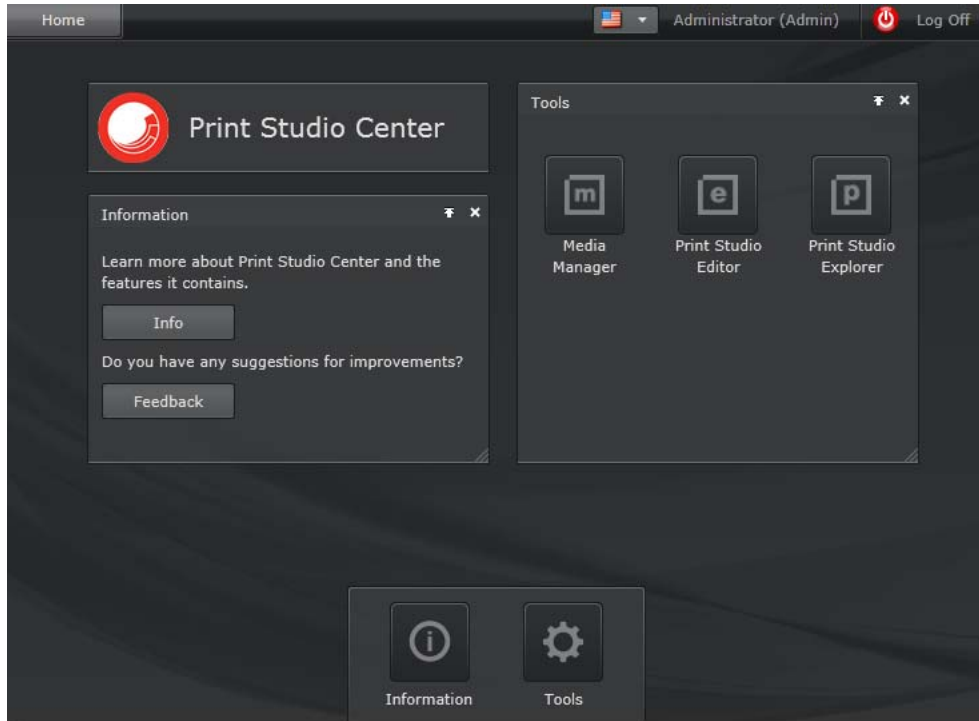 Home
Administrator (Admin)
Log Off
Print Studio Center
Information
Learn more about Print Studio Center and the
features it contains.
Info
Do you have any suggestions for improvements?
Feedback
Tools
m
e
p
Media
Manager
Print Studio
Editor
Print Studio
Explorer
Information
Tools